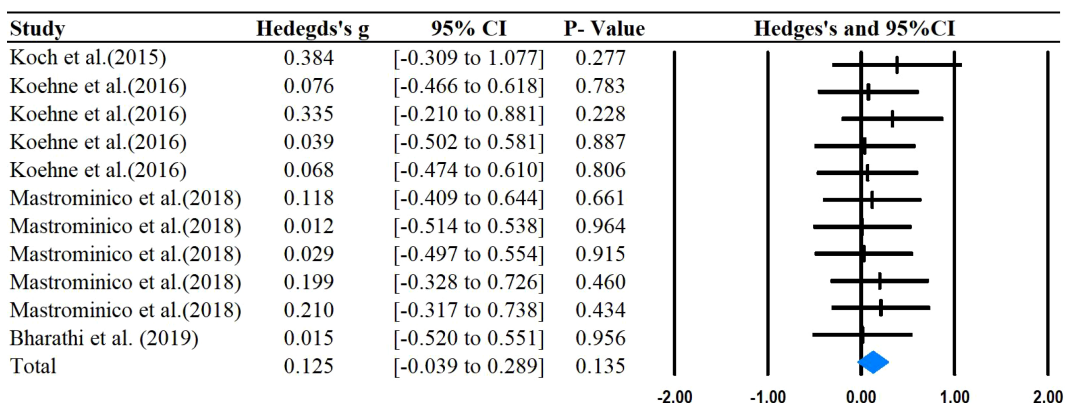 Study Hedegds's g 95% CI P- Value Hedges's and 95%CI
Koch et al.(2015) 0.384 [-0.309 to 1.077] 0.277
Koehne et al.(2016) 0.076 [-0.466 to 0.618] 0.783
Koehne et al.(2016) 0.335 [-0.210 to 0.881] 0.228
Koehne et al.(2016) 0.039 [-0.502 to 0.581] 0.887
Koehne et al.(2016) 0.068 [-0.474 to 0.610] 0.806
Mastrominico et al.(2018) 0.118 [-0.409 to 0.644] 0.661
Mastrominico et al.(2018) 0.012 [-0.514 to 0.538] 0.964
Mastrominico et al.(2018) 0.029 [-0.497 to 0.554] 0.915
Mastrominico et al.(2018) 0.199 [-0.328 to 0.726] 0.460
Mastrominico et al.(2018) 0.210 [-0.317 to 0.738] 0.434
Bharathi et al. (2019) 0.015 [-0.520 to 0.551] 0.956
Total 0.125 [-0.039 to 0.289] 0.135
-2.00 -1.00 0.00 1.00 2.00